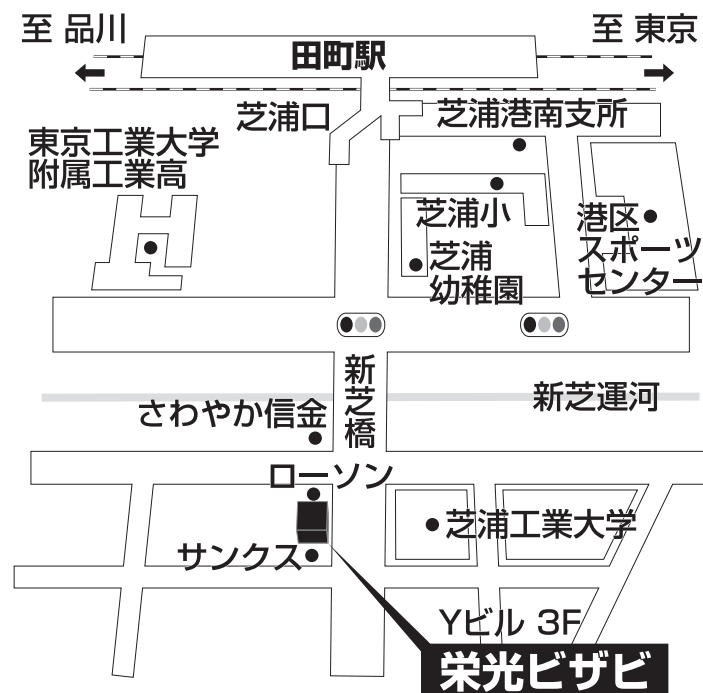 至 品川
至 東京
田町駅
芝浦口
芝浦港南支所
東京工業大学
附属工業高
芝浦小
港区
スポーツ
センター
芝浦
幼稚園
新芝橋
新芝運河
さわやか信金
ローソン
芝浦工業大学
サンクス
Yビル 3F
栄光ビザビ